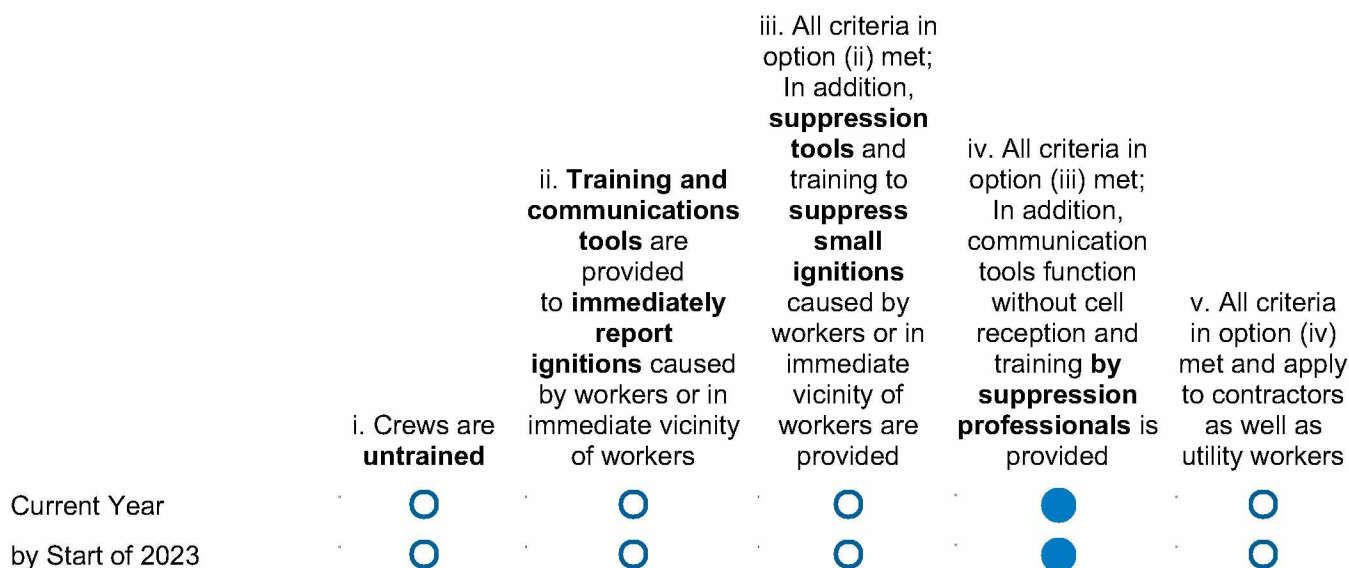 i. Crews are
untrained
ii. Training and
communications
tools are
provided
to immediately
report
ignitions caused
by workers or in
immediate vicinity
of workers
iii. All criteria in
option (ii) met;
In addition,
suppression
tools and
training to
suppress
small
ignitions
caused by
workers or in
immediate
vicinity of
workers are
provided
iv. All criteria in
option (iii) met;
In addition,
communication
tools function
without cell
reception and
training by
suppression
professionals is
provided
v. All criteria
in option (iv)
met and apply
to contractors
as well as
utility workers
Current Year
by Start of 2023